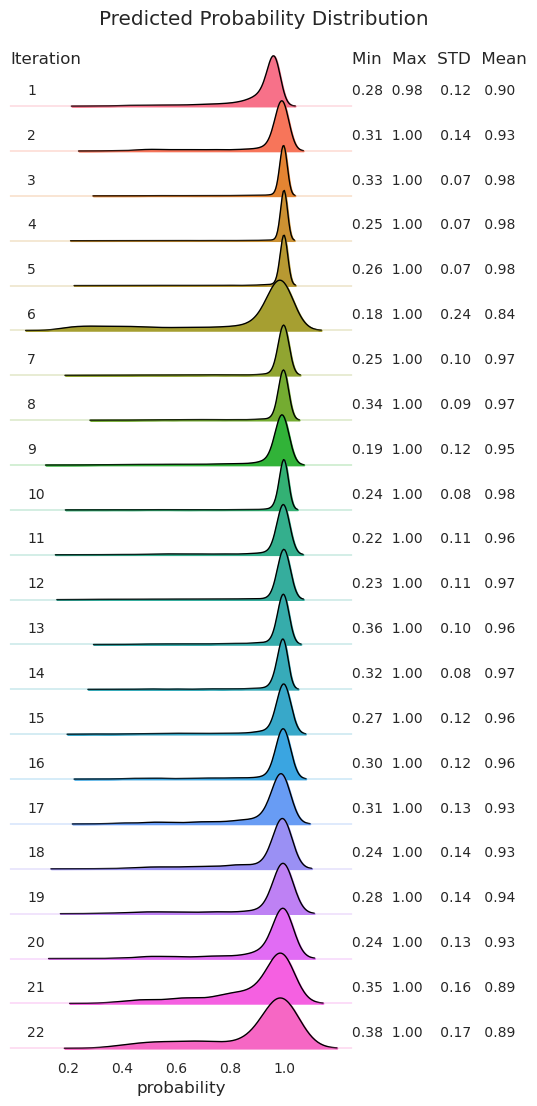 Predicted Probability Distribution
Iteration Min Max STD Mean
1 0.28 0.98 0.12 0.90
2 0.31 1.00 0.14 0.93
3 0.33 1.00 0.07 0.98
4 0.25 1.00 0.07 0.98
5 0.26 1.00 0.07 0.98
6 0.18 1.00 0.24 0.84
7 0.25 1.00 0.10 0.97
8 0.34 1.00 0.09 0.97
9 0.19 1.00 0.12 0.95
10 0.24 1.00 0.08 0.98
11 0.22 1.00 0.11 0.96
12 0.23 1.00 0.11 0.97
13 0.36 1.00 0.10 0.96
14 0.32 1.00 0.08 0.97
15 0.27 1.00 0.12 0.96
16 0.30 1.00 0.12 0.96
17 0.31 1.00 0.13 0.93
18 0.24 1.00 0.14 0.93
19 0.28 1.00 0.14 0.94
20 0.24 1.00 0.13 0.93
21 0.35 1.00 0.16 0.89
22 0.38 1.00 0.17 0.89
0.2 0.4 0.6 0.8 1.0
probability